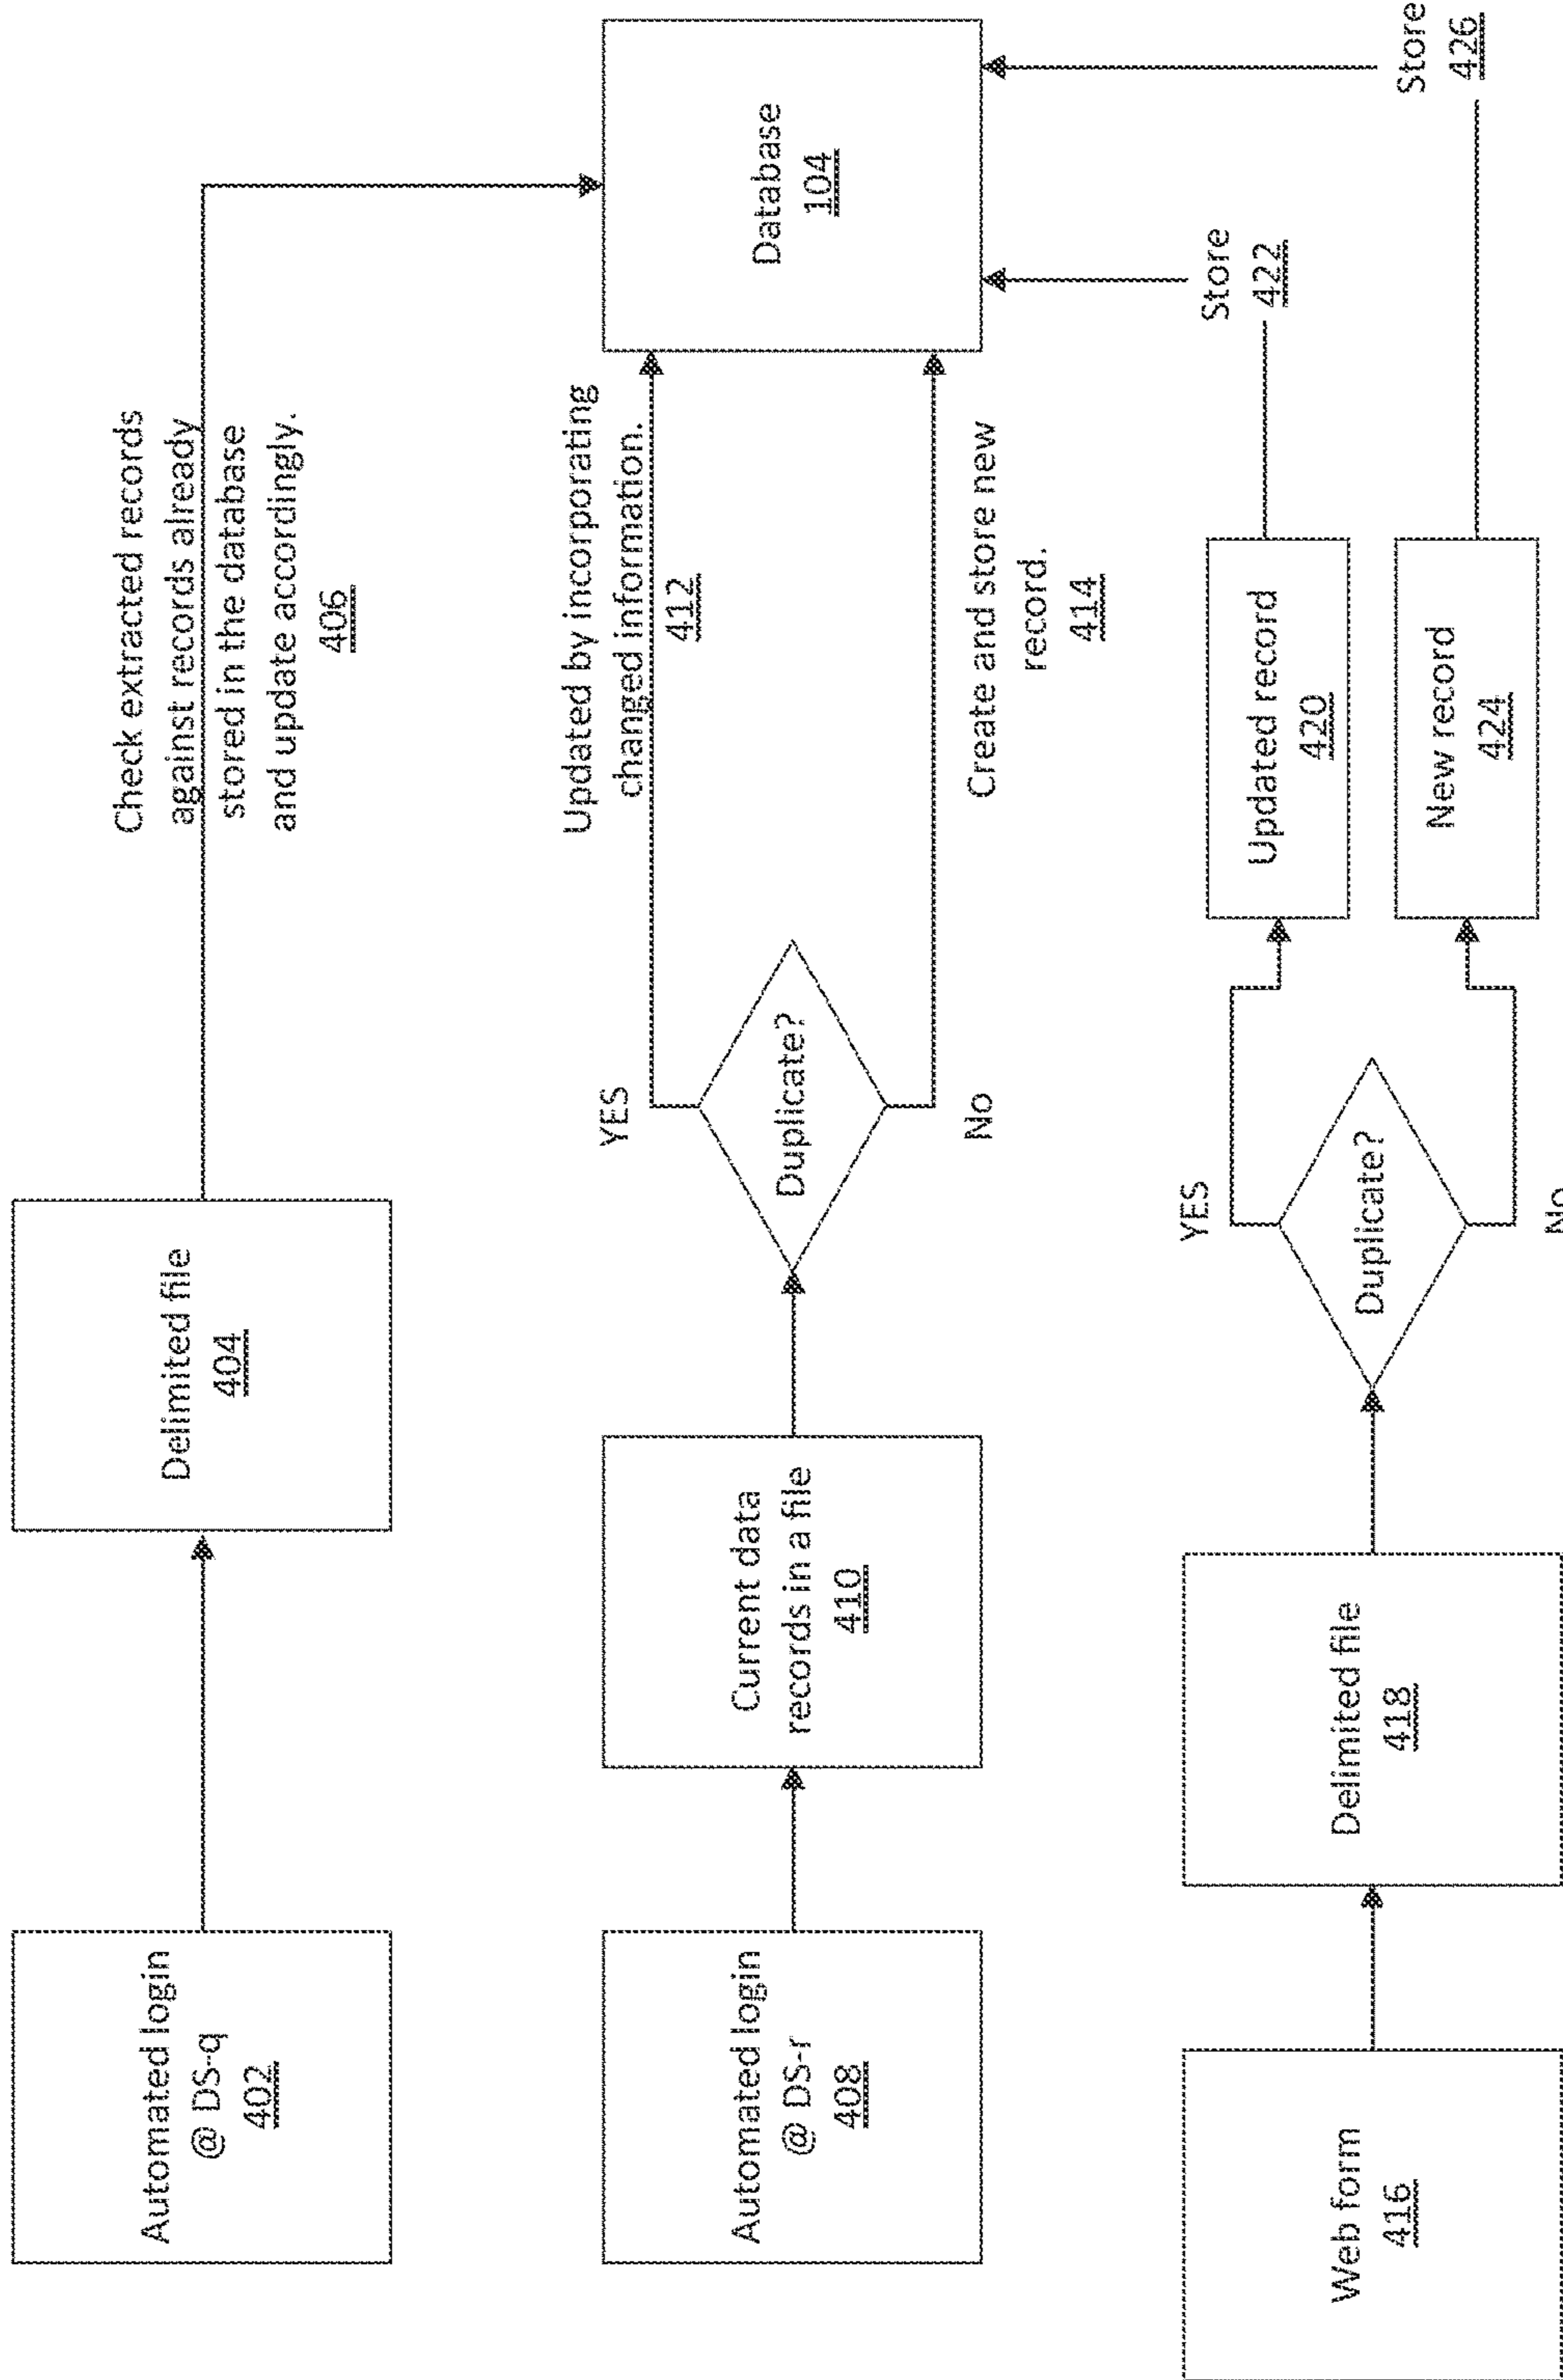 Automated login
@ DS-q
402
Delimited file
404
Check extracted records
against records already
stored in the database
and update accordingly.
406
Automated login
@ DS-r
408
Current data
records in a file
410
Duplicate?
YES
No
Updated by incorporating
changed information.
412
Create and store new
record.
414
Database
104
Web form
416
Delimited file
418
Duplicate?
YES
No
Updated record
420
Store
422
New record
424
Store
426